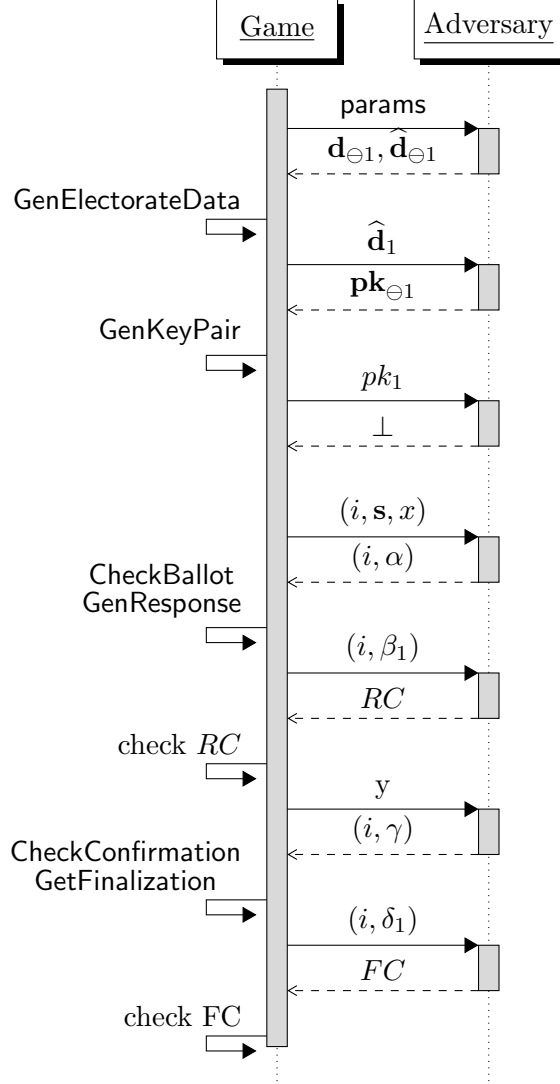 Game
Adversary
params
𝐝⊖1, 𝐝̂⊖1
GenElectorateData
𝐝̂1
𝐩𝐤⊖1
GenKeyPair
pk1
⊥
(i, 𝐬, x)
(i, α)
CheckBallot
GenResponse
(i, β1)
RC
check RC
y
(i, γ)
CheckConfirmation
GetFinalization
(i, δ1)
FC
check FC